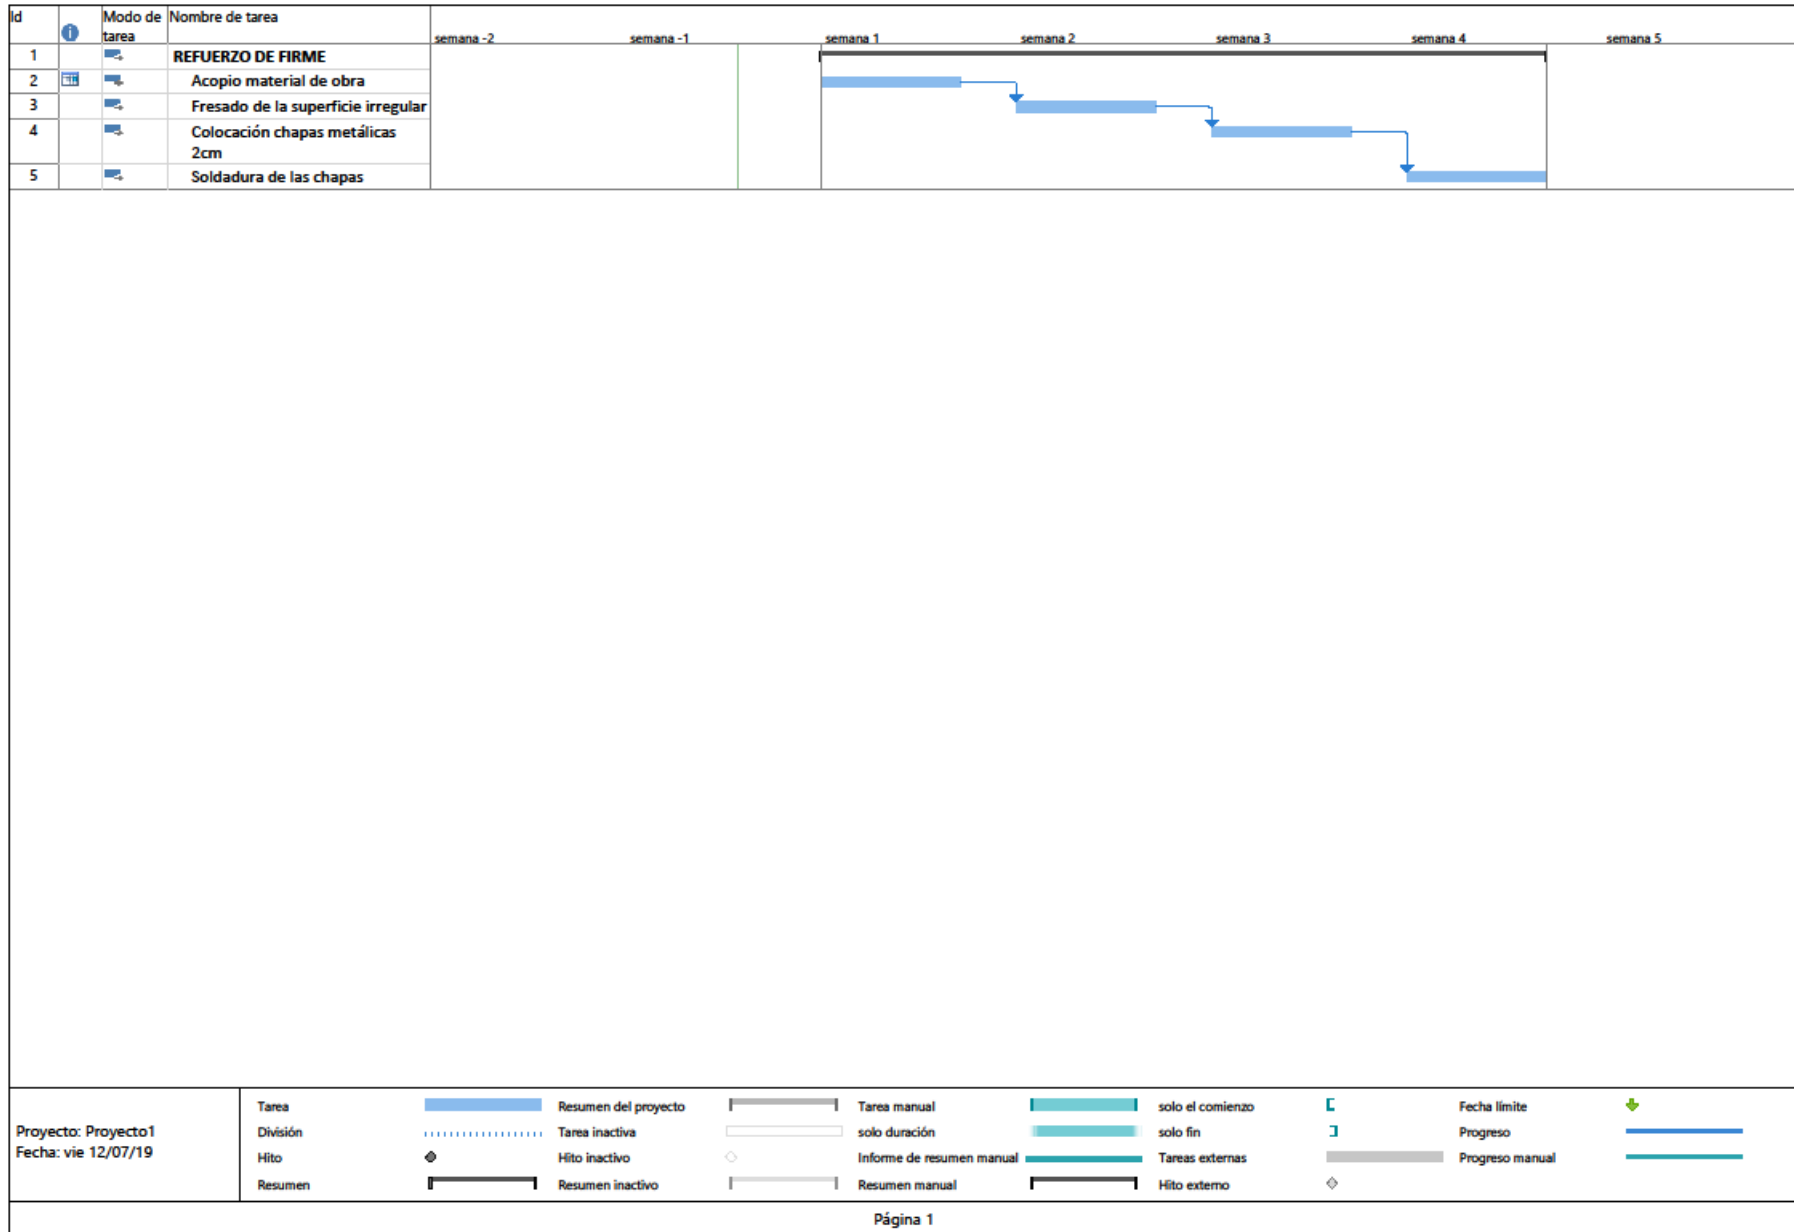 Id
Modo de tarea
Nombre de tarea
semana -2
semana -1
semana 1
semana 2
semana 3
semana 4
semana 5
1
REFUERZO DE FIRME
2
Acopio material de obra
3
Fresado de la superficie irregular
4
Colocación chapas metálicas
2cm
5
Soldadura de las chapas
Proyecto: Proyecto1
Fecha: vie 12/07/19
Tarea
División
Hito
Resumen
Resumen del proyecto
Tarea inactiva
Hito inactivo
Resumen inactivo
Tarea manual
solo duración
Informe de resumen manual
Resumen manual
solo el comienzo
solo fin
Tareas externas
Hito externo
Fecha límite
Progreso
Progreso manual
Página 1